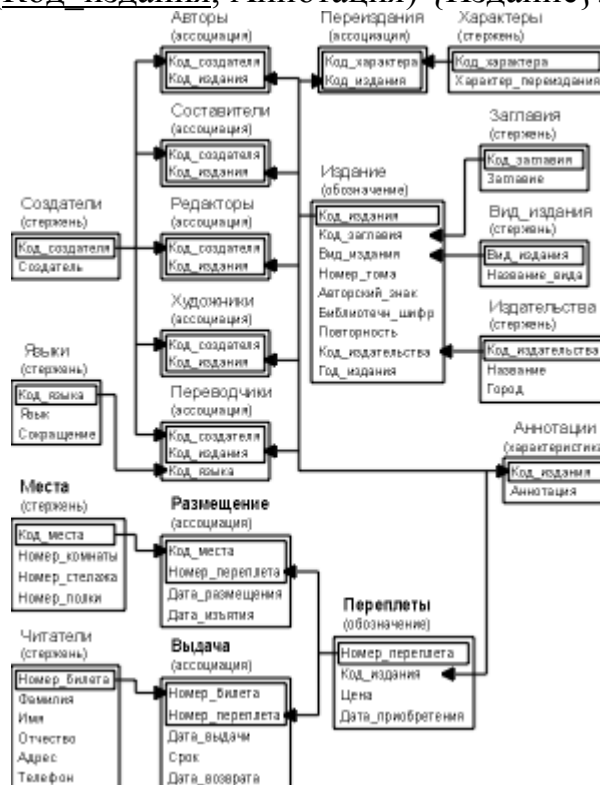 Код_издания, Аннотация) {Издание}
Авторы
(ассоциация)
Код_создателя
Код_издания
Переиздания
(ассоциация)
Код_характера
Код_издания
Характеры
(стержень)
Код_характера
Характер_переиздания
Составители
(ассоциация)
Код_создателя
Код_издания
Заглавия
(стержень)
Код_заглавия
Заглавие
Создатели
(стержень)
Код_создателя
Создатель
Редакторы
(ассоциация)
Код_создателя
Код_издания
Издание
(обозначение)
Код_издания
Код_заглавия
Вид_издания
Номер_тома
Авторский_знак
Библиотечн_шифр
Повторность
Код_издательства
Год_издания
Вид_издания
(стержень)
Вид_издания
Название_вида
Художники
(ассоциация)
Код_создателя
Код_издания
Издательства
(стержень)
Код_издательства
Название
Город
Языки
(стержень)
Код_языка
Язык
Сокращение
Переводчики
(ассоциация)
Код_создателя
Код_издания
Код_языка
Аннотации
(характеристика
Код_издания
Аннотация
Места
(стержень)
Код_места
Номер_комнаты
Номер_стелажа
Номер_полки
Размещение
(ассоциация)
Код_места
Номер_переплета
Дата_размещения
Дата_изъятия
Переплеты
(обозначение)
Номер_переплета
Код_издания
Цена
Дата_приобретения
Читатели
(стержень)
Номер_билета
Фамилия
Имя
Отчество
Адрес
Телефон
Выдача
(ассоциация)
Номер_билета
Номер_переплета
Дата_выдачи
Срок
Дата_возврата